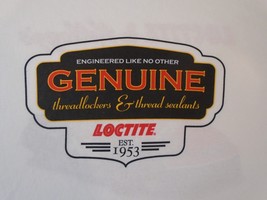 ENGINEERED LIKE NO OTHER
GENUINE
threadlockers & thread sealants
LOCTITE.
EST.
1953